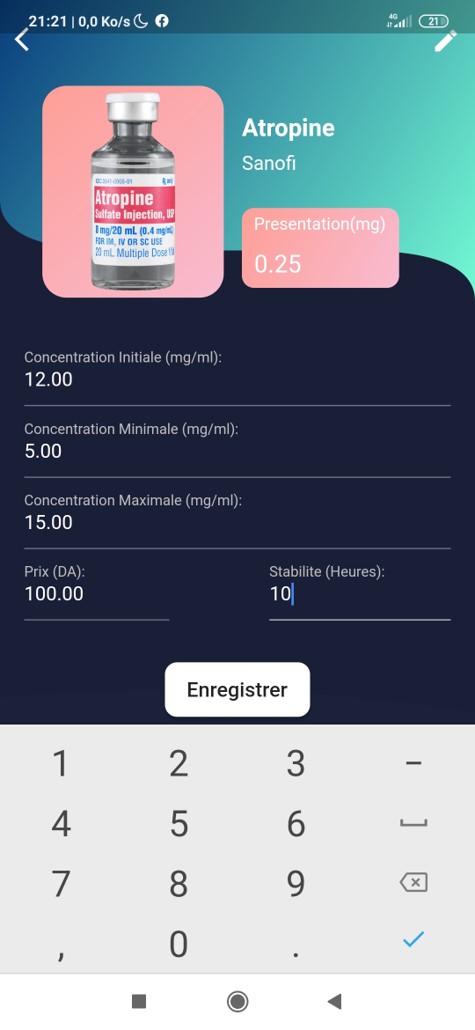 21:21 | 0,0 Ko/s
4G
21
Atropine
Sanofi
Atropine
Sulfate Injection, USP
8 mg/20 mL (0.4 mg/mL)
FOR IM, IV OR SC USE
20 mL Multiple Dose
Presentation(mg)
0.25
Concentration Initiale (mg/ml):
12.00
Concentration Minimale (mg/ml):
5.00
Concentration Maximale (mg/ml):
15.00
Prix (DA):
Stabilite (Heures):
100.00
10
Enregistrer
1 2 3 -
4 5 6
7 8 9
, 0 .